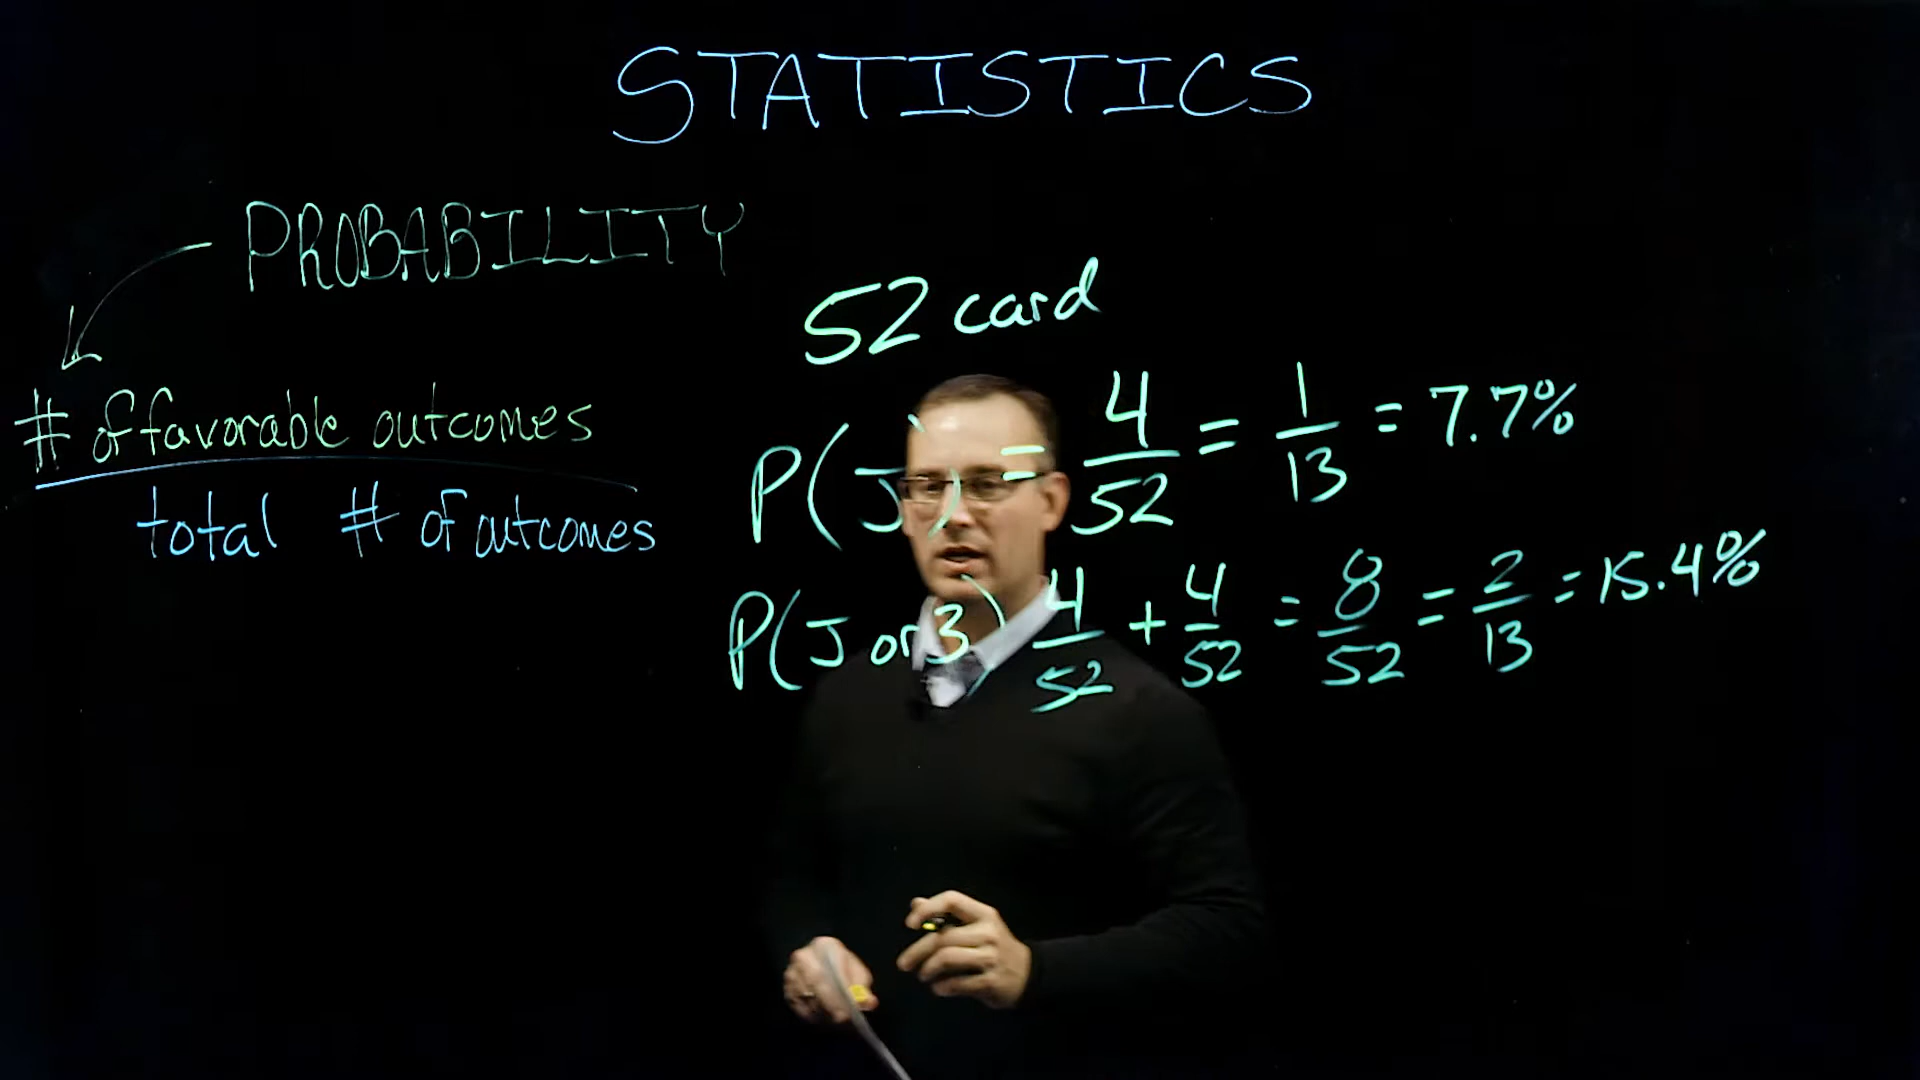 STATISTICS
PROBABILITY
# of favorable outcomes
total # of outcomes
52 card
P(J) = 4/52 = 1/13 = 7.7%
P(J or 3) 4/52 + 4/52 = 8/52 = 2/13 = 15.4%